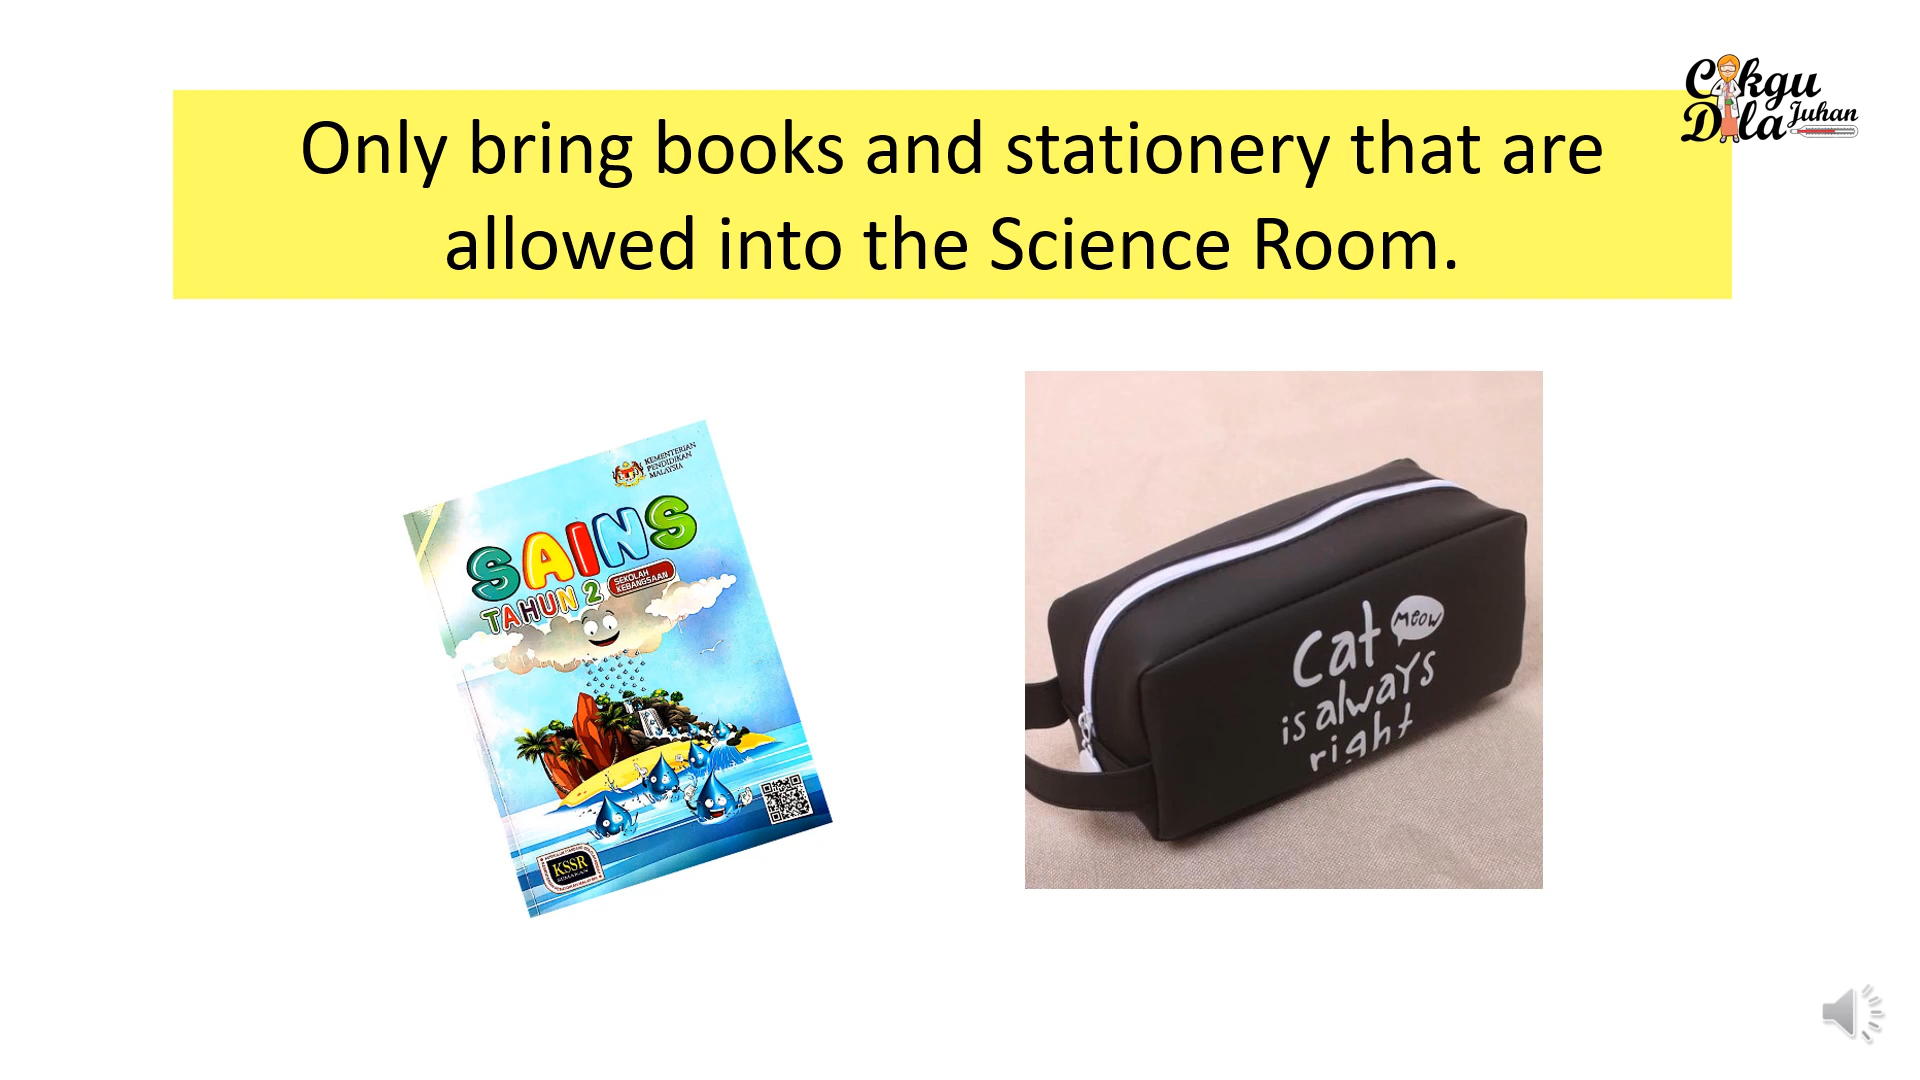 Cikgu
Dila Juhan
Only bring books and stationery that are
allowed into the Science Room.
KEMENTERIAN
PENDIDIKAN
MALAYSIA
SAINS
TAHUN 2
SEKOLAH
KEBANGSAAN
KSSR
SEMAKAN
Cat meow
is always
right